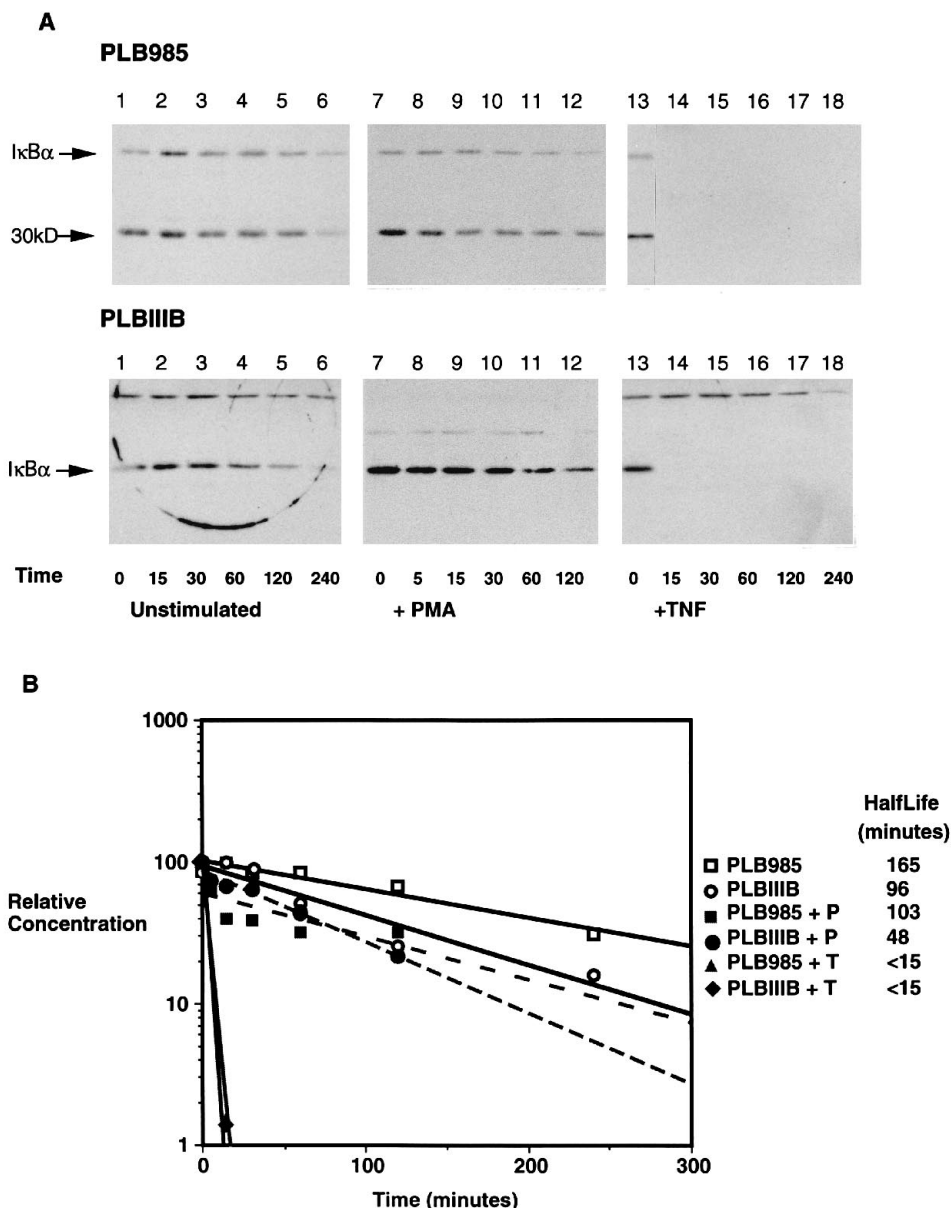 A
PLB985
1 2 3 4 5 6 7 8 9 10 11 12 13 14 15 16 17 18
IκBα
30kD
PLBIIIB
1 2 3 4 5 6 7 8 9 10 11 12 13 14 15 16 17 18
IκBα
Time 0 15 30 60 120 240 0 5 15 30 60 120 0 15 30 60 120 240
Unstimulated + PMA +TNF
B
1000
100
10
1
Relative
Concentration
0 100 200 300
Time (minutes)
HalfLife
(minutes)
PLB985 165
PLBIIIB 96
PLB985 + P 103
PLBIIIB + P 48
PLB985 + T <15
PLBIIIB + T <15